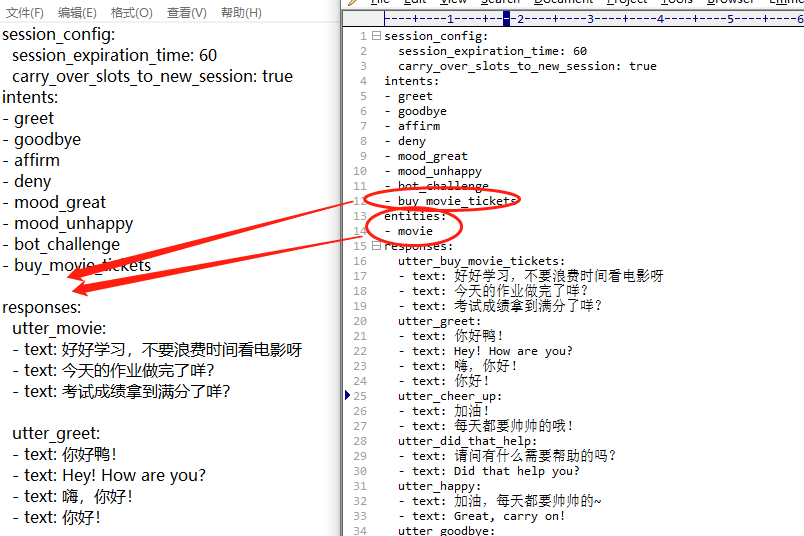 文件(F) 编辑(E) 格式(O) 查看(V) 帮助(H)
session_config:
  session_expiration_time: 60
  carry_over_slots_to_new_session: true
intents:
- greet
- goodbye
- affirm
- deny
- mood_great
- mood_unhappy
- bot_challenge
- buy_movie_tickets
responses:
  utter_movie:
  - text: 好好学习，不要浪费时间看电影呀
  - text: 今天的作业做完了咩？
  - text: 考试成绩拿到满分了咩？
  utter_greet:
  - text: 你好鸭！
  - text: Hey! How are you?
  - text: 嗨，你好！
  - text: 你好！
File Edit View Search Document Project Tools Browser
----+----1----+----2----+----3----+----4----+----5----+----6
1 session_config:
2   session_expiration_time: 60
3   carry_over_slots_to_new_session: true
4 intents:
5 - greet
6 - goodbye
7 - affirm
8 - deny
9 - mood_great
10 - mood_unhappy
11 - bot_challenge
12 - buy_movie_tickets
13 entities:
14 - movie
15 responses:
16   utter_buy_movie_tickets:
17   - text: 好好学习，不要浪费时间看电影呀
18   - text: 今天的作业做完了咩？
19   - text: 考试成绩拿到满分了咩？
20   utter_greet:
21   - text: 你好鸭！
22   - text: Hey! How are you?
23   - text: 嗨，你好！
24   - text: 你好！
25   utter_cheer_up:
26   - text: 加油！
27   - text: 每天都要帅帅的哦！
28   utter_did_that_help:
29   - text: 请问有什么需要帮助的吗？
30   - text: Did that help you?
31   utter_happy:
32   - text: 加油，每天都要帅帅的~
33   - text: Great, carry on!
34   utter_goodbye: